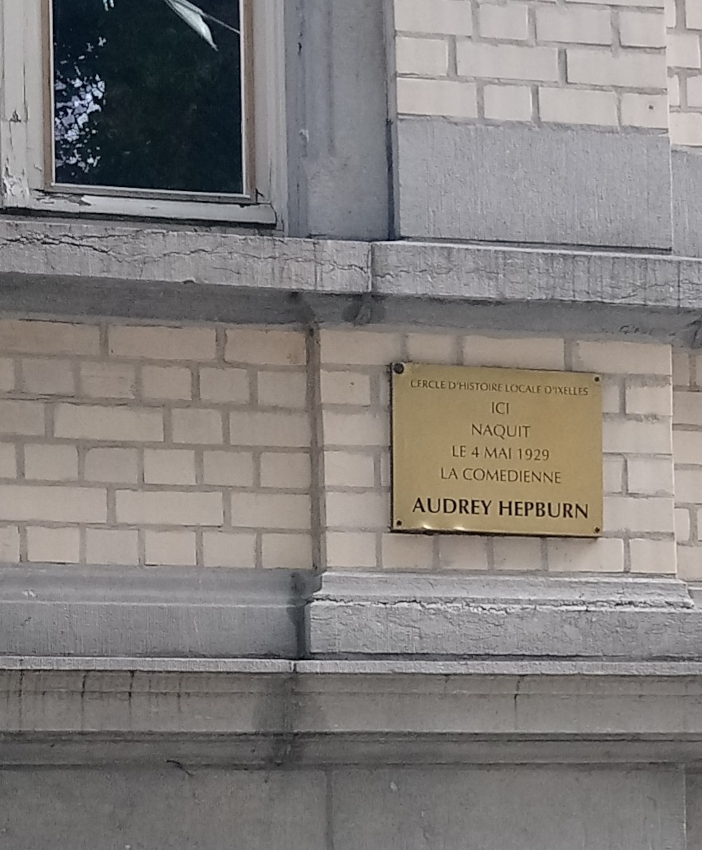 CERCLE D'HISTOIRE LOCALE D'IXELLES
ICI
NAQUIT
LE 4 MAI 1929
LA COMEDIENNE
AUDREY HEPBURN